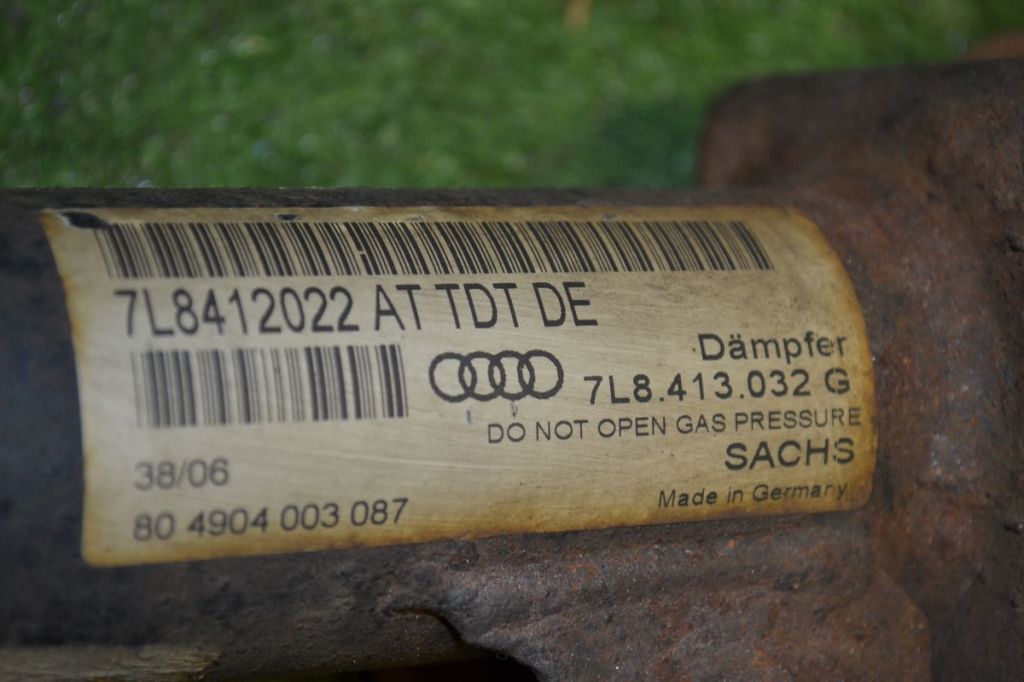 7L8412022 AT TDT DE
Dämpfer
7L8.413.032 G
DO NOT OPEN GAS PRESSURE
SACHS
38/06
Made in Germany
80 4904 003 087